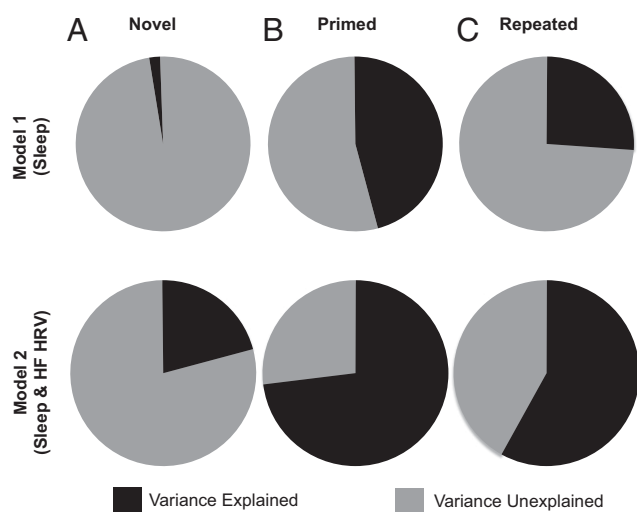 A Novel
B Primed
C Repeated
Model 1
(Sleep)
Model 2
(Sleep & HF HRV)
Variance Explained
Variance Unexplained